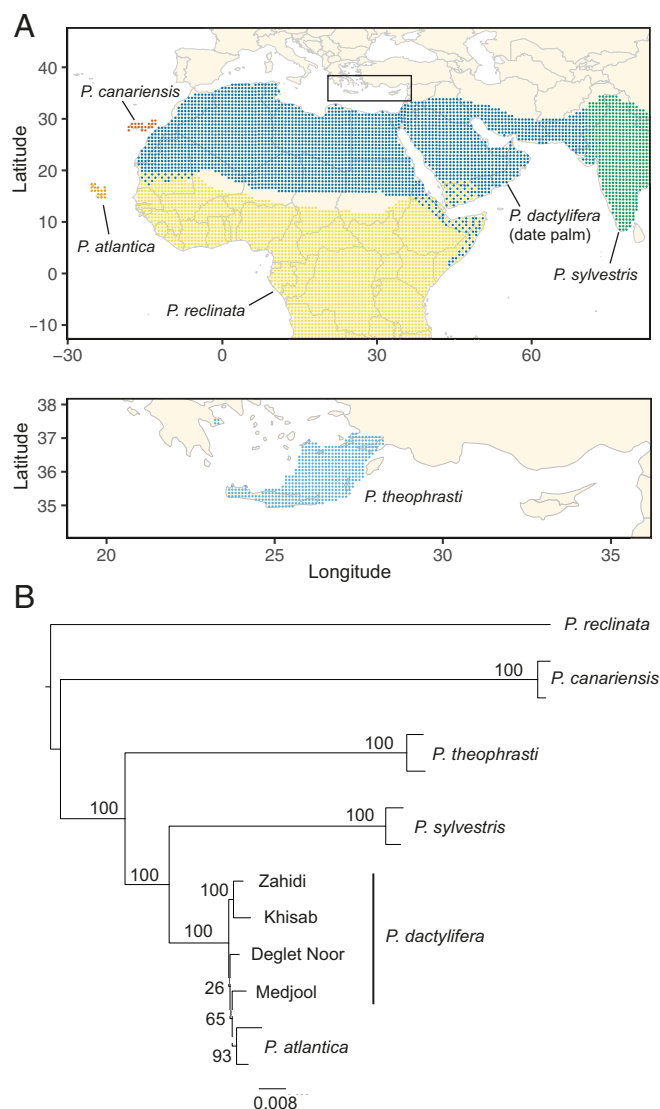 A
40
30
20
10
0
−10
Latitude
P. canariensis
P. atlantica
P. reclinata
P. dactylifera
(date palm)
P. sylvestris
−30
0
30
60
38
37
36
35
Latitude
P. theophrasti
20
25
30
35
Longitude
B
P. reclinata
100
P. canariensis
100
P. theophrasti
100
100
P. sylvestris
100
100
Zahidi
Khisab
P. dactylifera
100
Deglet Noor
26
Medjool
65
P. atlantica
93
0.008